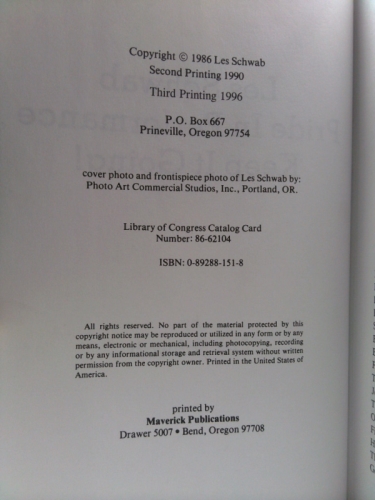 Copyright © 1986 Les Schwab
Second Printing 1990
Third Printing 1996
P.O. Box 667
Prineville, Oregon 97754
cover photo and frontispiece photo of Les Schwab by:
Photo Art Commercial Studios, Inc., Portland, OR.
Library of Congress Catalog Card
Number: 86-62104
ISBN: 0-89288-151-8
All rights reserved. No part of the material protected by this
copyright notice may be reproduced or utilized in any form or by any
means, electronic or mechanical, including photocopying, recording
or by any informational storage and retrieval system without written
permission from the copyright owner. Printed in the United States of
America.
printed by
Maverick Publications
Drawer 5007 • Bend, Oregon 97708